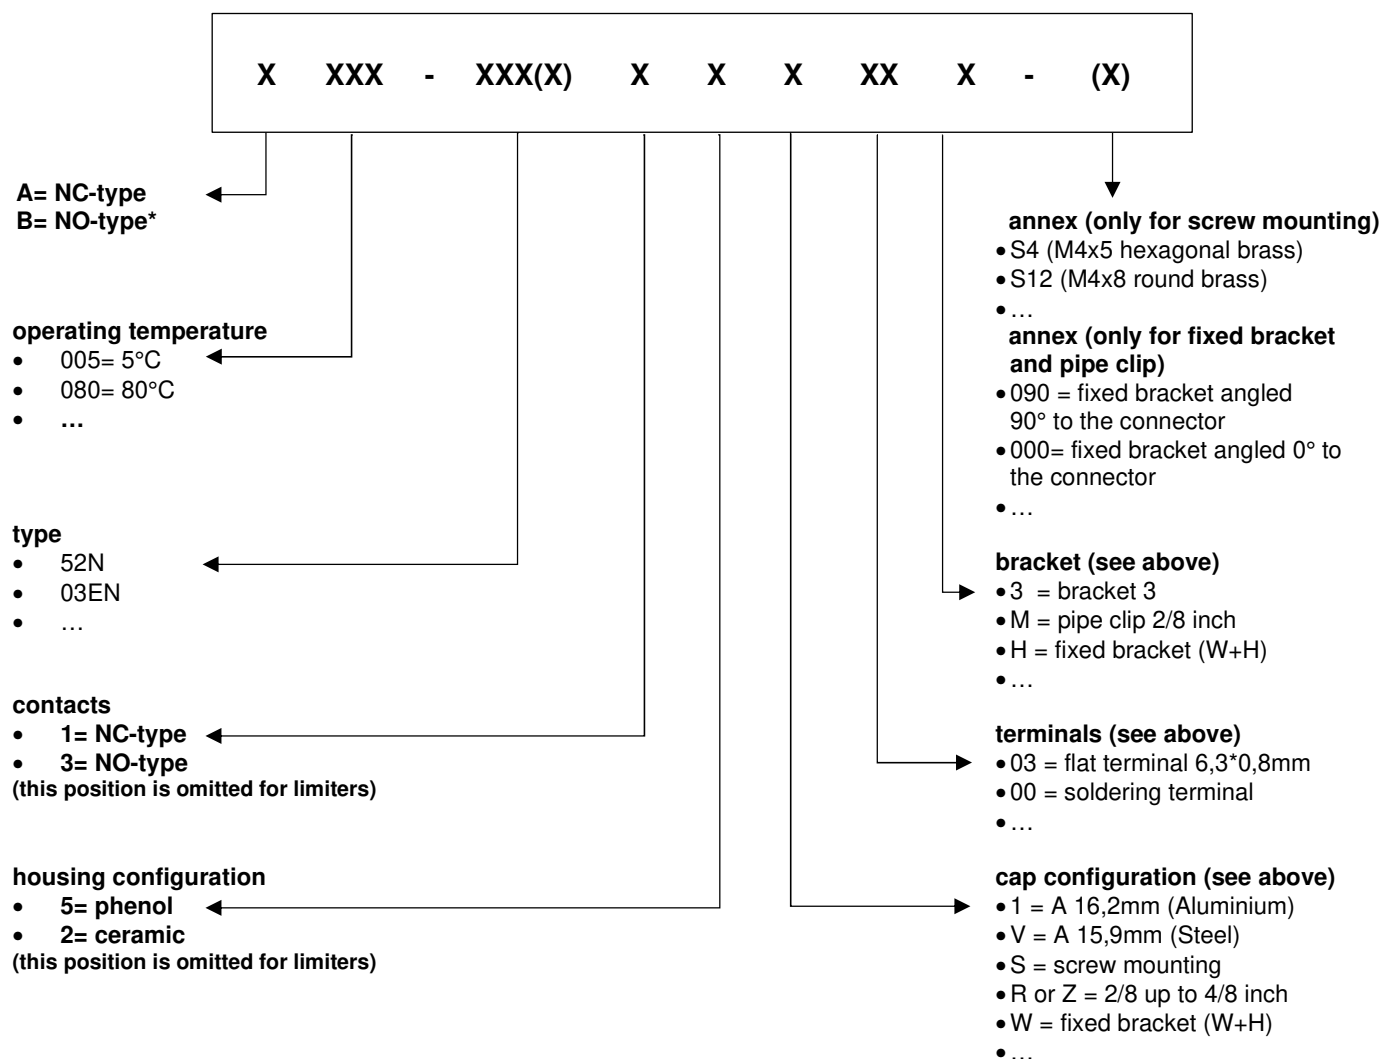 X XXX - XXX(X) X X X XX X - (X)
A= NC-type
B= NO-type*
operating temperature
• 005= 5°C
• 080= 80°C
• ...
type
• 52N
• 03EN
• ...
contacts
• 1= NC-type
• 3= NO-type
(this position is omitted for limiters)
housing configuration
• 5= phenol
• 2= ceramic
(this position is omitted for limiters)
annex (only for screw mounting)
• S4 (M4x5 hexagonal brass)
• S12 (M4x8 round brass)
• ...
annex (only for fixed bracket
and pipe clip)
• 090 = fixed bracket angled
90° to the connector
• 000= fixed bracket angled 0° to
the connector
• ...
bracket (see above)
• 3 = bracket 3
• M = pipe clip 2/8 inch
• H = fixed bracket (W+H)
• ...
terminals (see above)
• 03 = flat terminal 6,3*0,8mm
• 00 = soldering terminal
• ...
cap configuration (see above)
• 1 = A 16,2mm (Aluminium)
• V = A 15,9mm (Steel)
• S = screw mounting
• R or Z = 2/8 up to 4/8 inch
• W = fixed bracket (W+H)
• ...